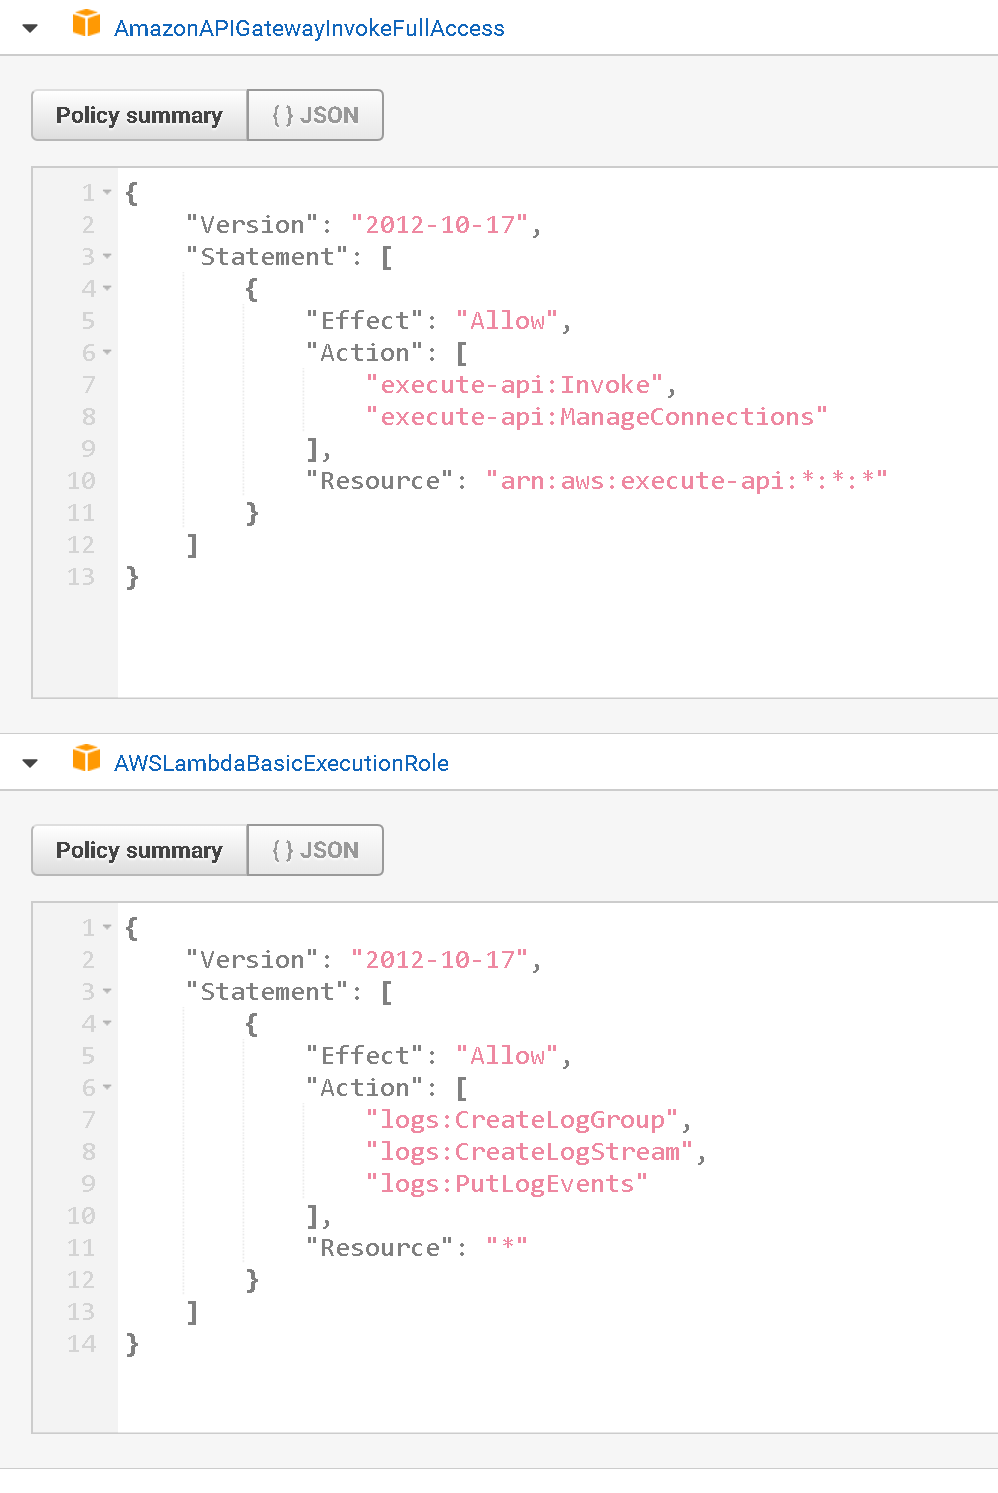 AmazonAPIGatewayInvokeFullAccess
Policy summary {} JSON
1 {
2 "Version": "2012-10-17",
3 "Statement": [
4 {
5 "Effect": "Allow",
6 "Action": [
7 "execute-api:Invoke",
8 "execute-api:ManageConnections"
9 ],
10 "Resource": "arn:aws:execute-api:*:*:*"
11 }
12 ]
13 }
AWSLambdaBasicExecutionRole
Policy summary {} JSON
1 {
2 "Version": "2012-10-17",
3 "Statement": [
4 {
5 "Effect": "Allow",
6 "Action": [
7 "logs:CreateLogGroup",
8 "logs:CreateLogStream",
9 "logs:PutLogEvents"
10 ],
11 "Resource": "*"
12 }
13 ]
14 }